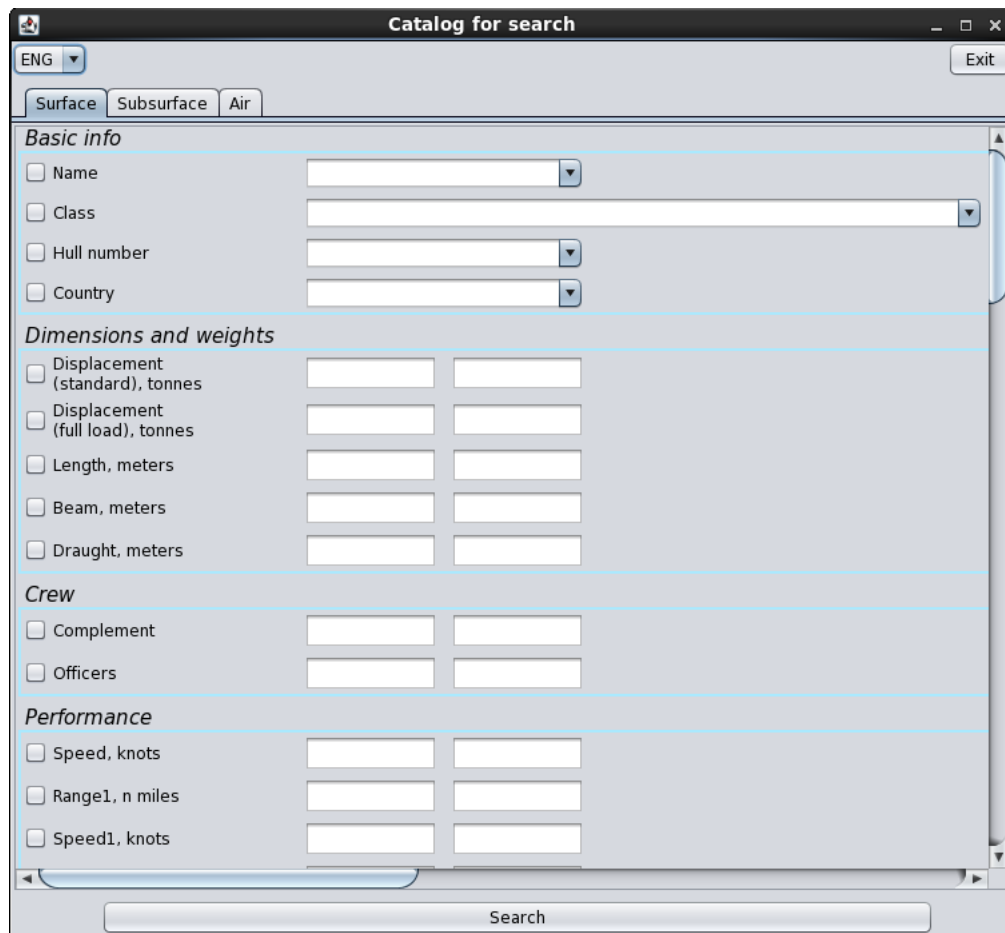 Catalog for search
ENG
Exit
Surface
Subsurface
Air
Basic info
Name
Class
Hull number
Country
Dimensions and weights
Displacement
(standard), tonnes
Displacement
(full load), tonnes
Length, meters
Beam, meters
Draught, meters
Crew
Complement
Officers
Performance
Speed, knots
Range1, n miles
Speed1, knots
Search